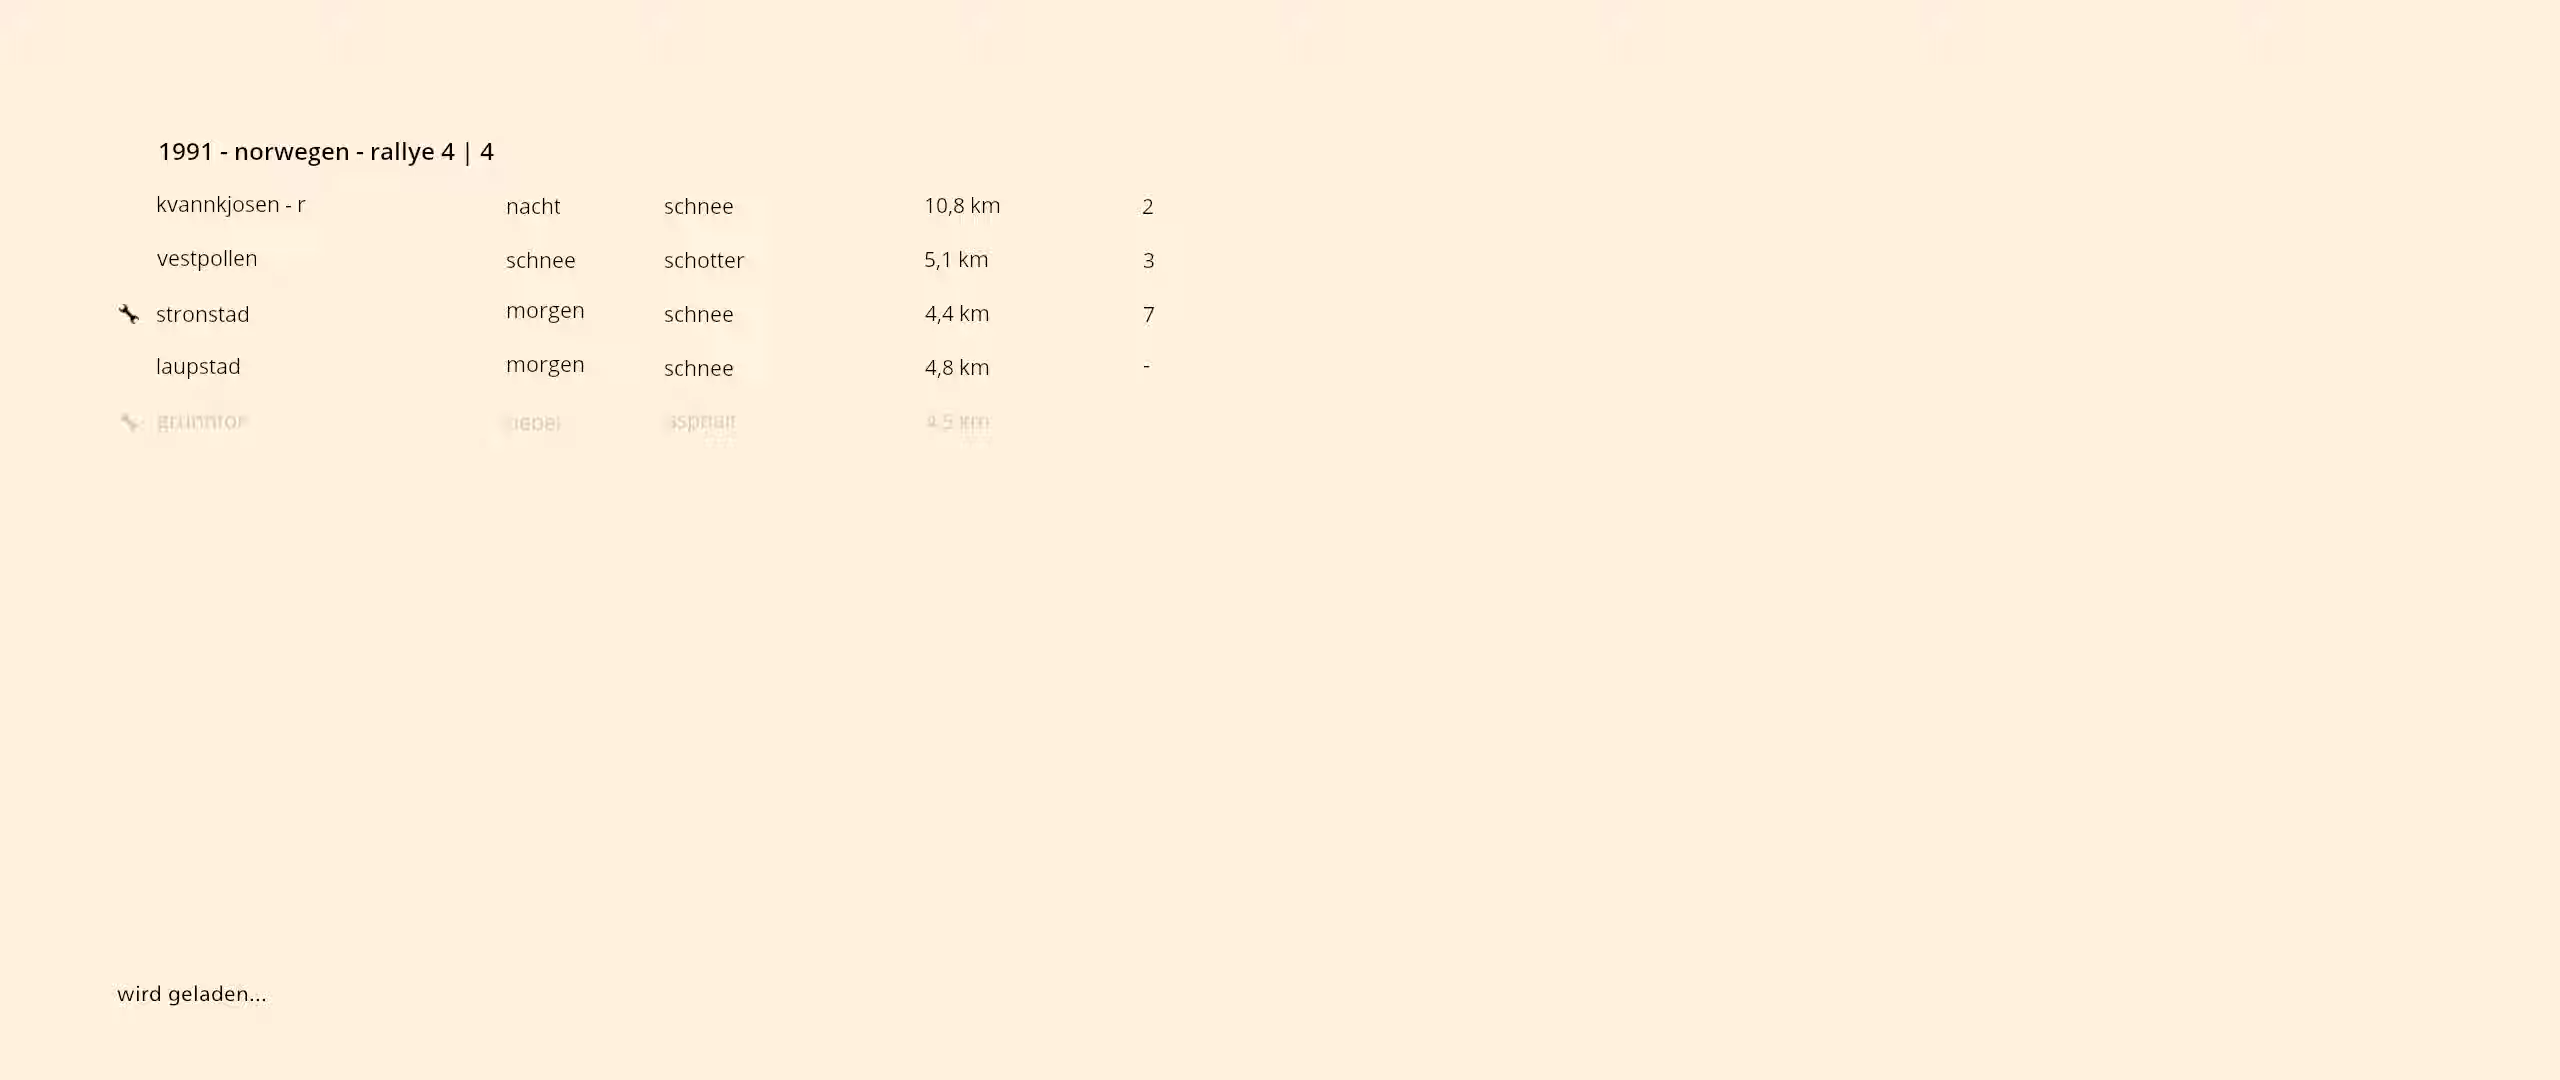 1991 - norwegen - rallye 4 | 4
kvannkjosen - r nacht schnee 10,8 km 2
vestpollen schnee schotter 5,1 km 3
stronstad morgen schnee 4,4 km 7
laupstad morgen schnee 4,8 km -
wird geladen...